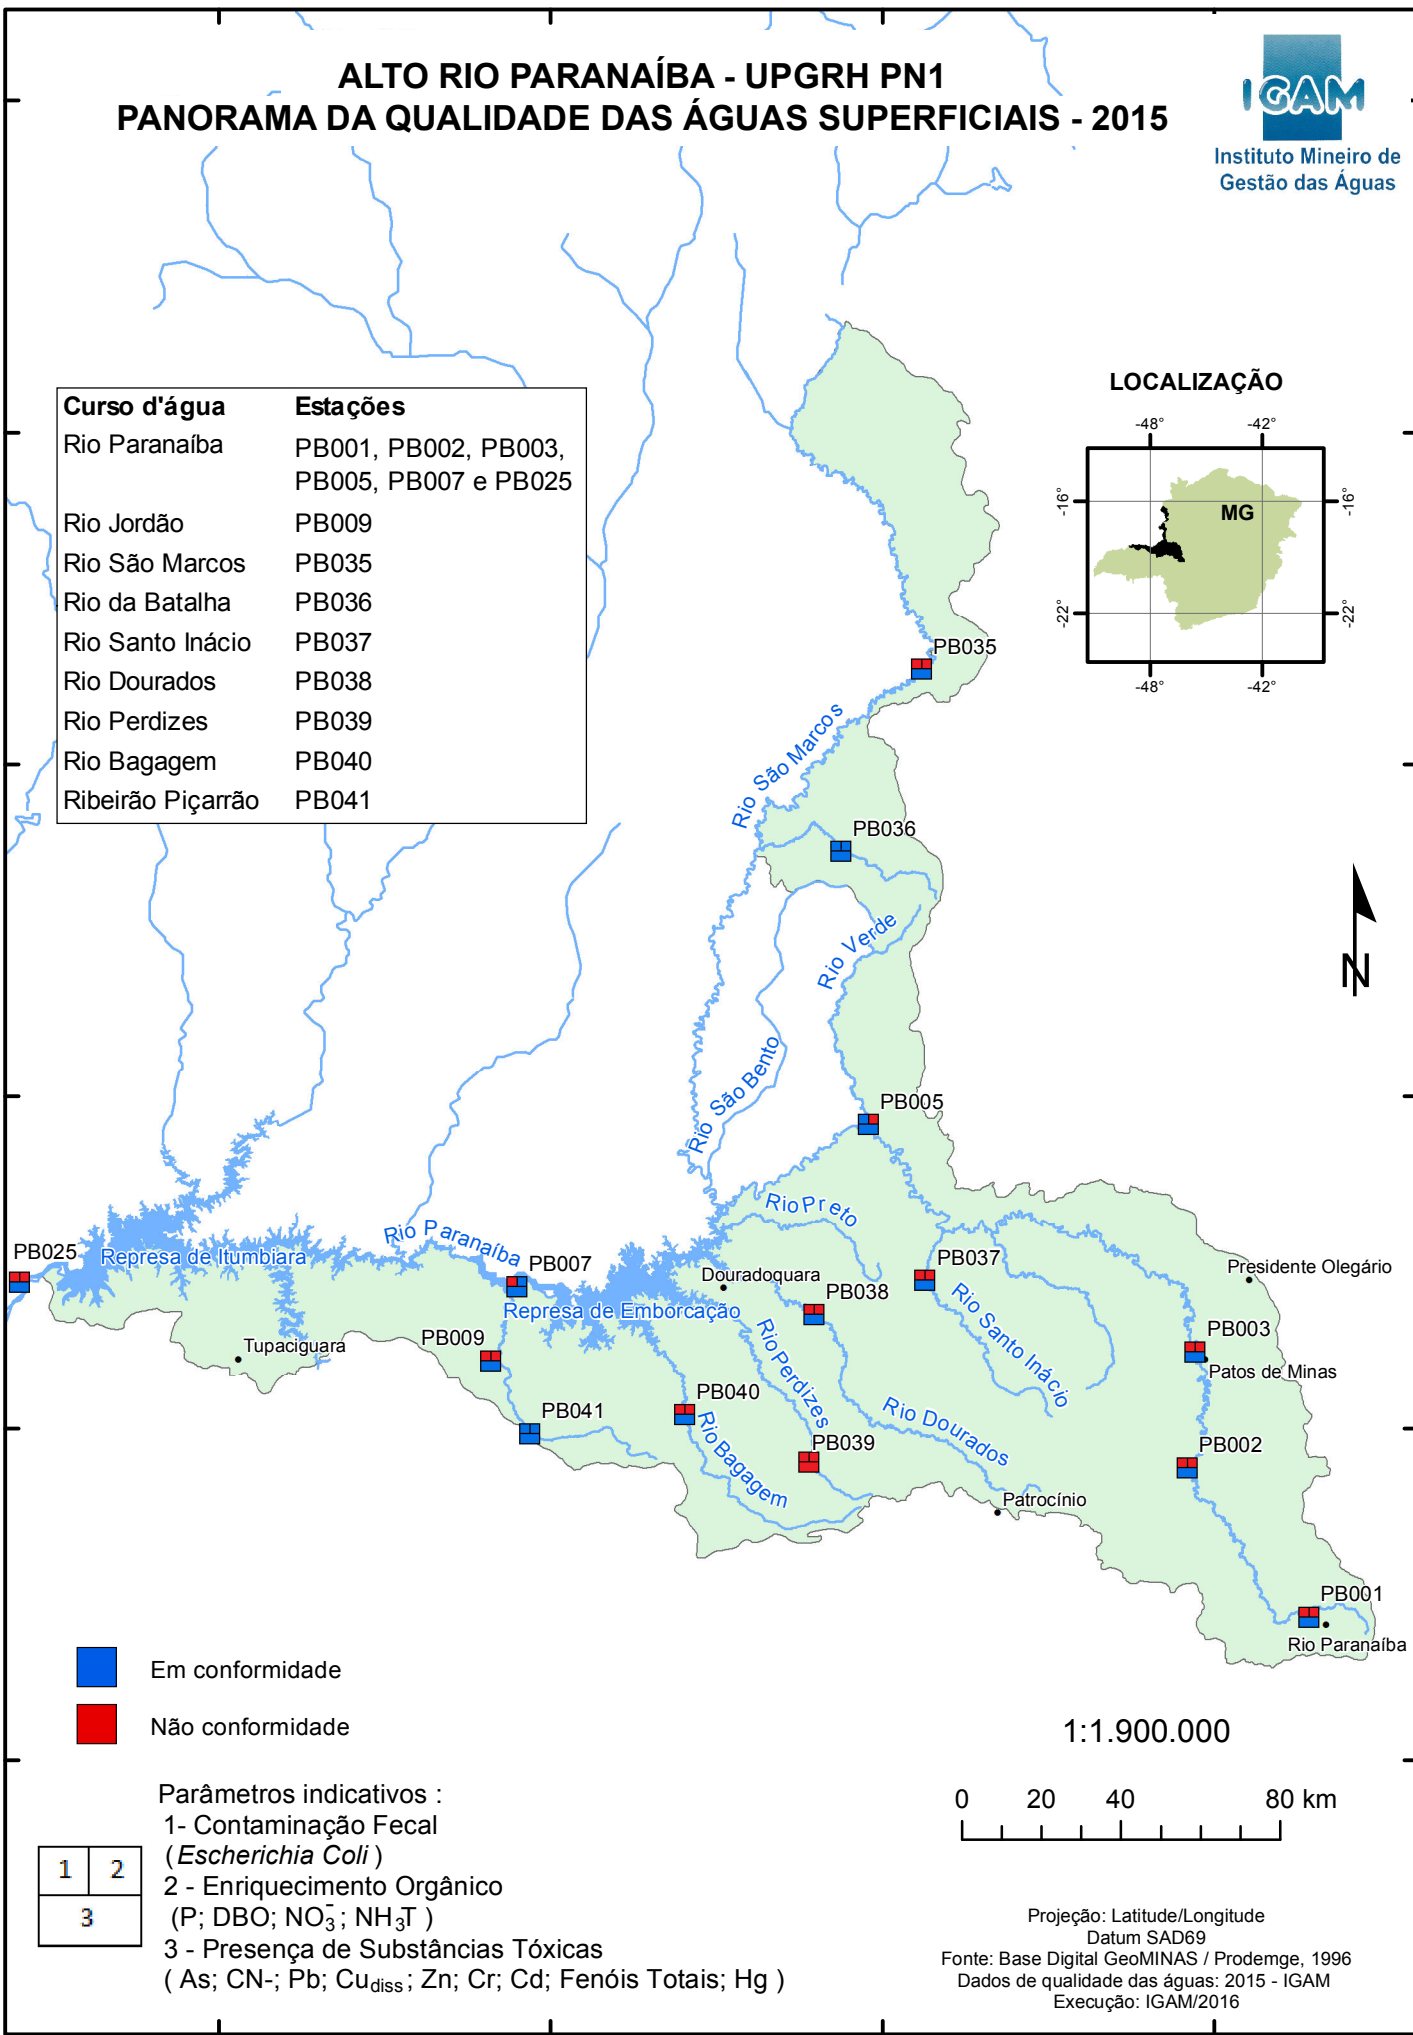 ALTO RIO PARANAÍBA - UPGRH PN1
PANORAMA DA QUALIDADE DAS ÁGUAS SUPERFICIAIS - 2015
IGAM
Instituto Mineiro de
Gestão das Águas
Curso d'água Estações
Rio Paranaíba PB001, PB002, PB003,
PB005, PB007 e PB025
Rio Jordão PB009
Rio São Marcos PB035
Rio da Batalha PB036
Rio Santo Inácio PB037
Rio Dourados PB038
Rio Perdizes PB039
Rio Bagagem PB040
Ribeirão Piçarrão PB041
LOCALIZAÇÃO
-48° -42°
-16° -16°
MG
-22° -22°
-48° -42°
PB035
Rio São Marcos
PB036
Rio Verde
N
Rio São Bento
PB005
Rio Preto
Rio Paranaíba
PB025
Represa de Itumbiara
PB007
Represa de Emborcação
Douradoquara
PB037
PB038
Presidente Olegário
Rio Santo Inácio
PB003
Patos de Minas
Tupaciguara
PB009
Rio Perdizes
PB040
PB041
Rio Bagagem
Rio Dourados
PB039
PB002
Patrocínio
PB001
Rio Paranaíba
Em conformidade
Não conformidade
1:1.900.000
0 20 40 80 km
Parâmetros indicativos :
1- Contaminação Fecal
(Escherichia Coli )
2 - Enriquecimento Orgânico
(P; DBO; NO₃⁻; NH₃T )
3 - Presença de Substâncias Tóxicas
( As; CN-; Pb; Cu_diss; Zn; Cr; Cd; Fenóis Totais; Hg )
1 2
3
Projeção: Latitude/Longitude
Datum SAD69
Fonte: Base Digital GeoMINAS / Prodemge, 1996
Dados de qualidade das águas: 2015 - IGAM
Execução: IGAM/2016